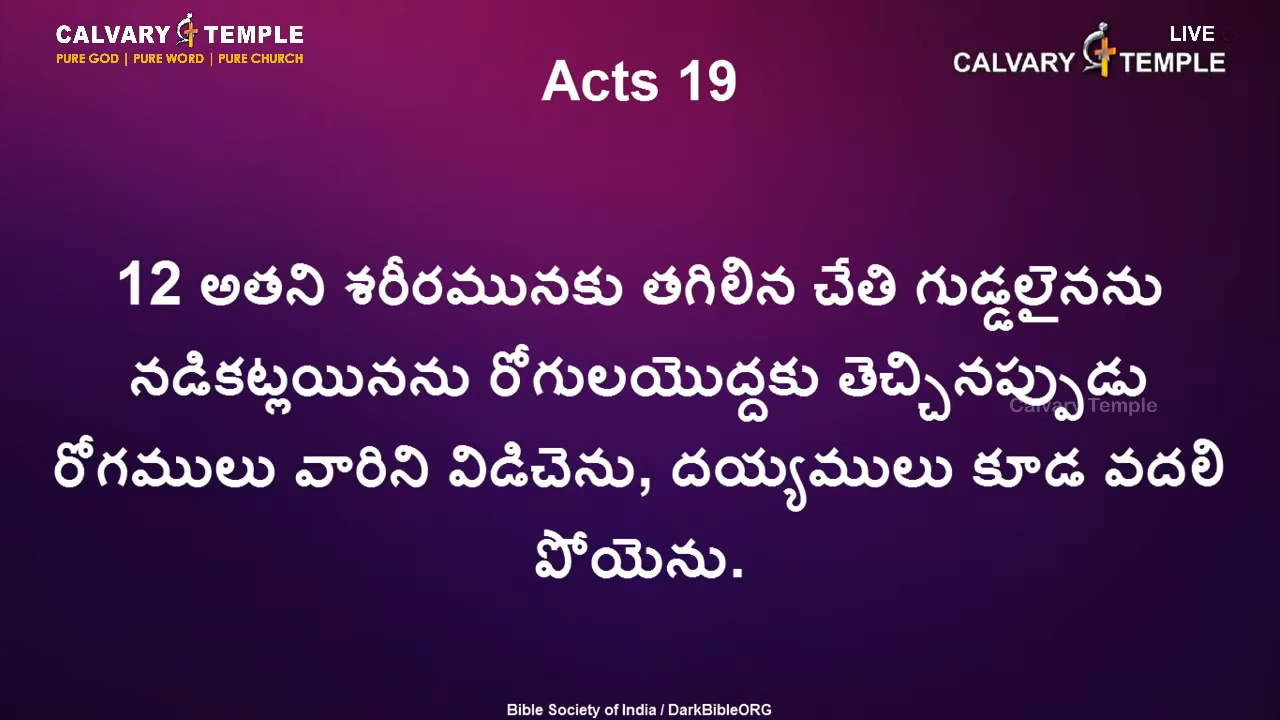 CALVARY TEMPLE
PURE GOD | PURE WORD | PURE CHURCH
LIVE
CALVARY TEMPLE
Acts 19
12 అతని శరీరమునకు తగిలిన చేతి గుడ్డలైనను
నడికట్లయినను రోగులయొద్దకు తెచ్చినప్పుడు
Calvary Temple
రోగములు వారిని విడిచెను, దయ్యములు కూడ వదలి
పోయెను.
Bible Society of India / DarkBibleORG